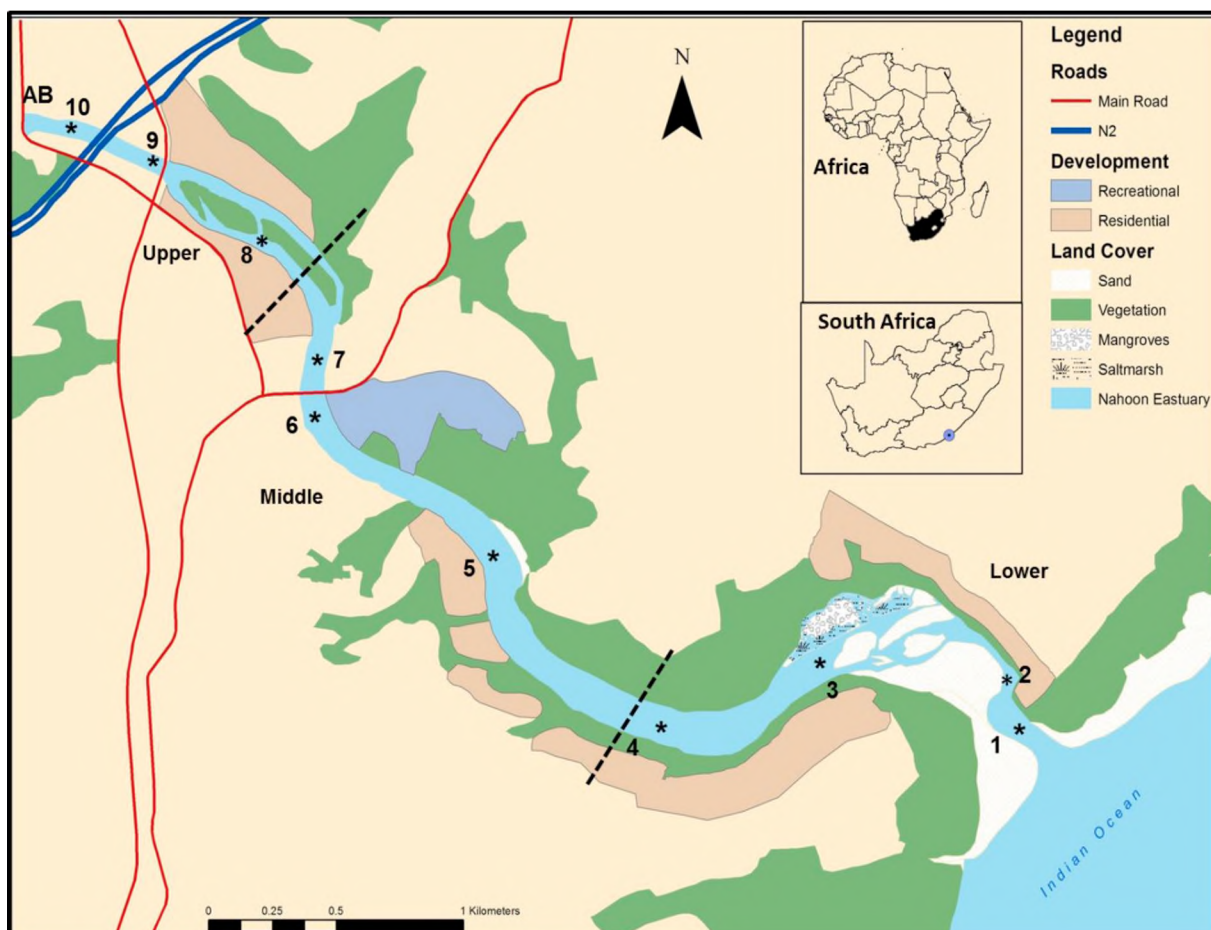 AB
10
9
8
Upper
7
6
Middle
5
4
3
Lower
2
1
N
Africa
South Africa
Legend
Roads
Main Road
N2
Development
Recreational
Residential
Land Cover
Sand
Vegetation
Mangroves
Saltmarsh
Nahoon Eastuary
Indian Ocean
0 0.25 0.5 1 Kilometers